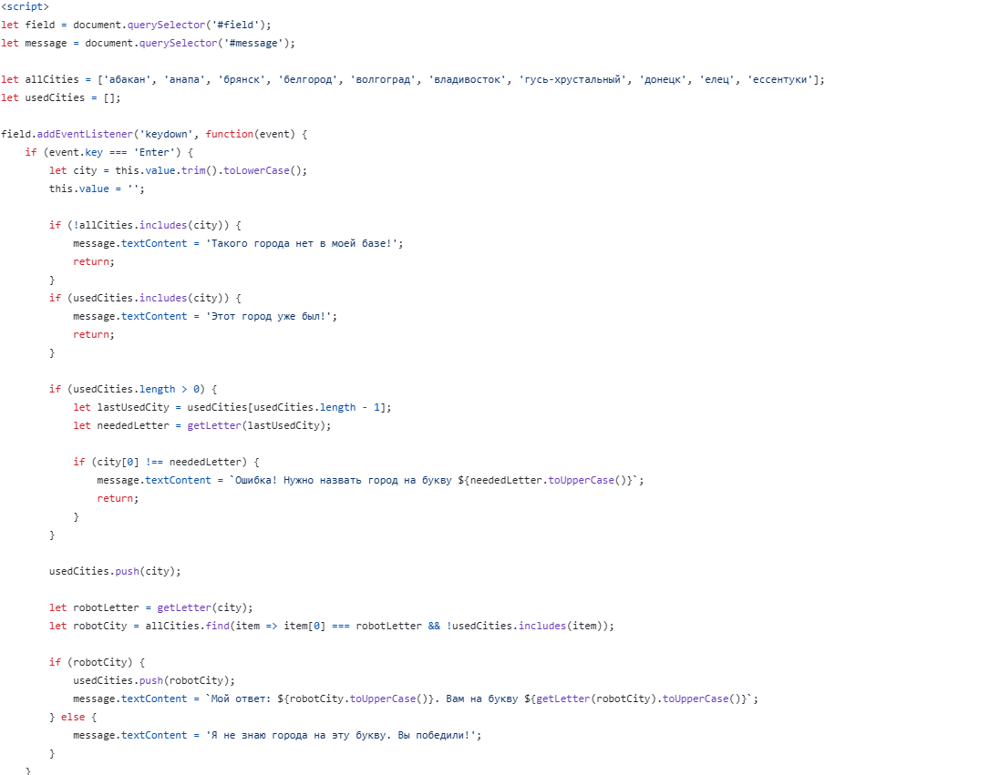 <script>
let field = document.querySelector('#field');
let message = document.querySelector('#message');

let allCities = ['абакан', 'анапа', 'брянск', 'белгород', 'волгоград', 'владивосток', 'гусь-хрустальный', 'донецк', 'елец', 'ессентуки'];
let usedCities = [];

field.addEventListener('keydown', function(event) {
    if (event.key === 'Enter') {
        let city = this.value.trim().toLowerCase();
        this.value = '';

        if (!allCities.includes(city)) {
            message.textContent = 'Такого города нет в моей базе!';
            return;
        }
        if (usedCities.includes(city)) {
            message.textContent = 'Этот город уже был!';
            return;
        }

        if (usedCities.length > 0) {
            let lastUsedCity = usedCities[usedCities.length - 1];
            let neededLetter = getLetter(lastUsedCity);

            if (city[0] !== neededLetter) {
                message.textContent = `Ошибка! Нужно назвать город на букву ${neededLetter.toUpperCase()}`;
                return;
            }
        }

        usedCities.push(city);

        let robotLetter = getLetter(city);
        let robotCity = allCities.find(item => item[0] === robotLetter && !usedCities.includes(item));

        if (robotCity) {
            usedCities.push(robotCity);
            message.textContent = `Мой ответ: ${robotCity.toUpperCase()}. Вам на букву ${getLetter(robotCity).toUpperCase()}`;
        } else {
            message.textContent = 'Я не знаю города на эту букву. Вы победили!';
        }
    }